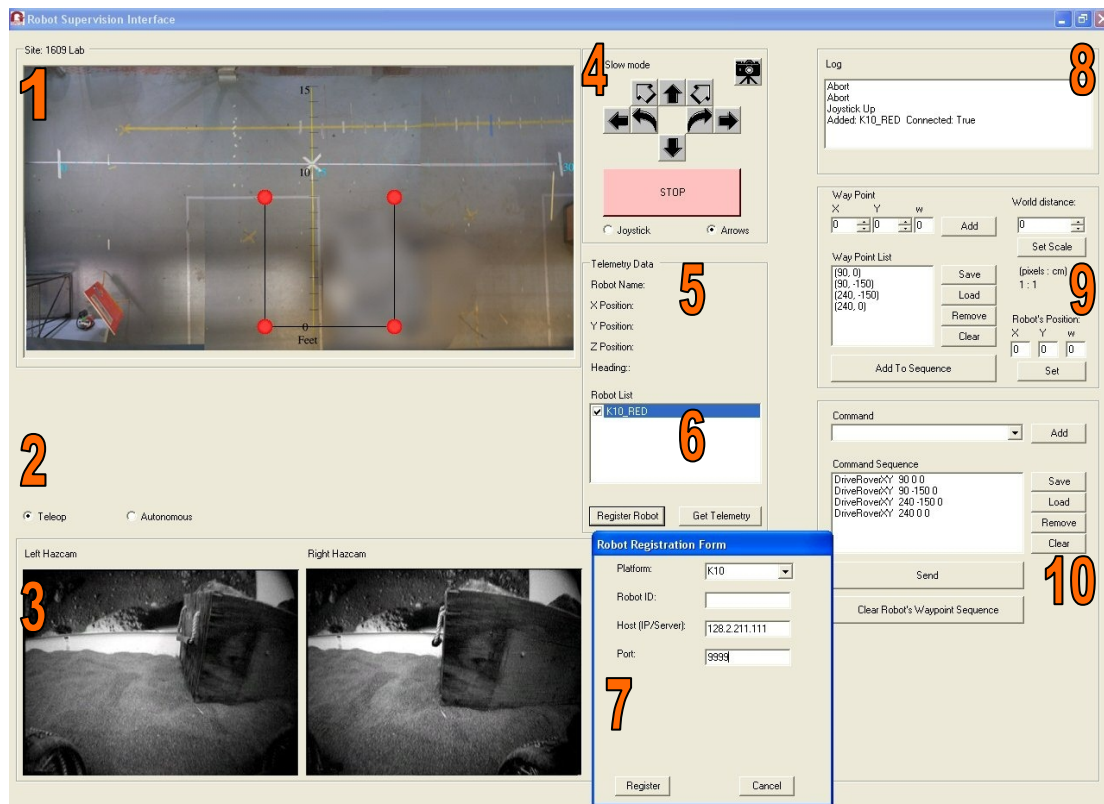 Robot Supervision Interface
Site: 1609 Lab
1
15
10
30
0
Feet
2
Teleop
Autonomous
Left Hazcam
Right Hazcam
3
4
Slow mode
STOP
Joystick
Arrows
Telemetry Data
5
Robot Name:
X Position:
Y Position:
Z Position:
Heading::
Robot List
K10_RED
6
Register Robot
Get Telemetry
Robot Registration Form
Platform:
K10
Robot ID:
Host (IP/Server):
128.2.211.111
Port:
9999
7
Register
Cancel
Log
8
Abort
Abort
Joystick Up
Added: K10_RED Connected: True
Way Point
X Y w
0 0 0
Add
World distance:
0
Set Scale
Way Point List
(90, 0)
(90, -150)
(240, -150)
(240, 0)
Save
Load
Remove
Clear
(pixels : cm)
1 : 1
9
Robot's Position:
X Y w
0 0 0
Set
Add To Sequence
Command
Add
Command Sequence
DriveRoverXY 90 0 0
DriveRoverXY 90 -150 0
DriveRoverXY 240 -150 0
DriveRoverXY 240 0 0
Save
Load
Remove
Clear
Send
10
Clear Robot's Waypoint Sequence